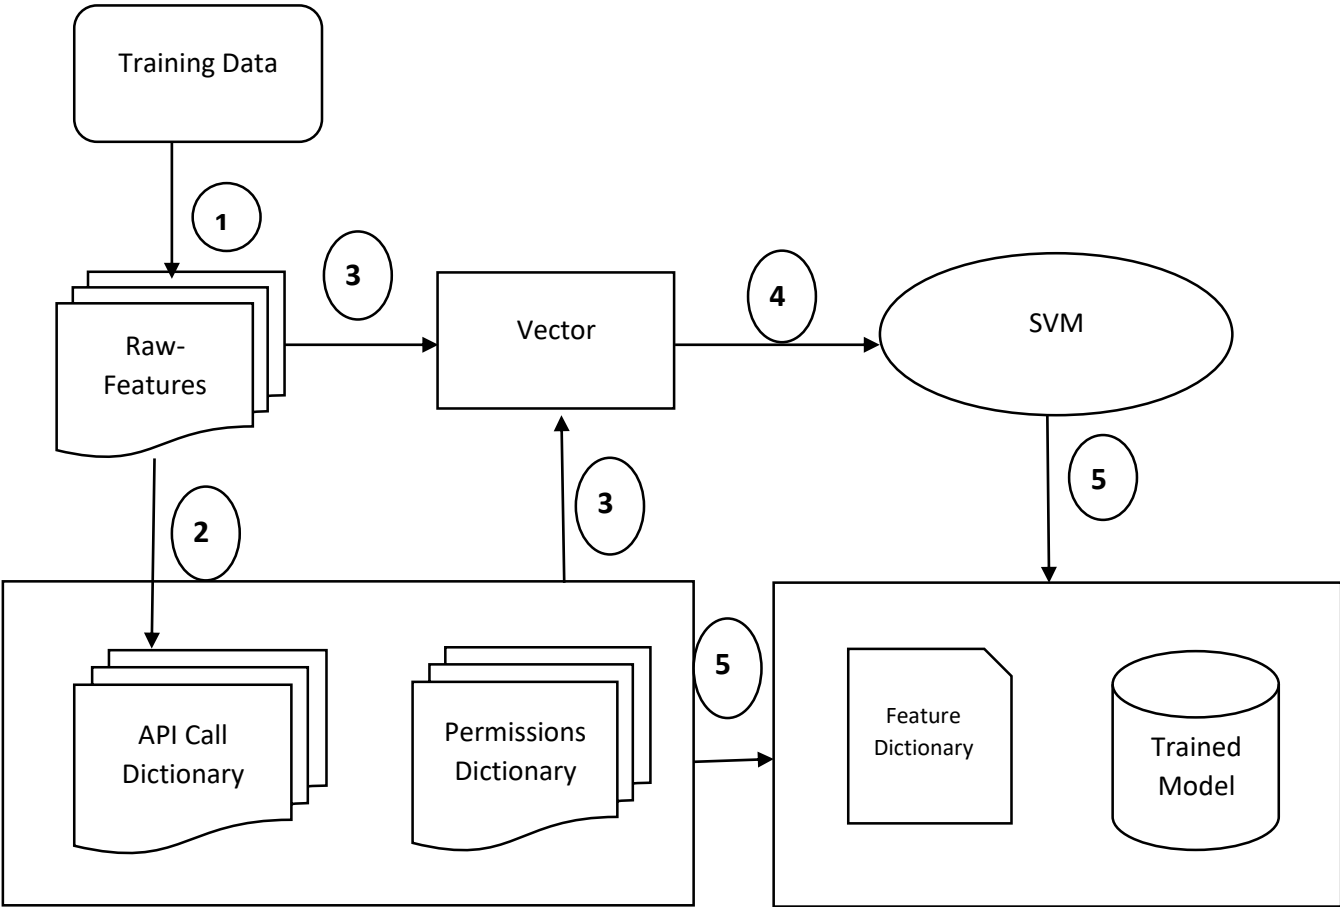 Training Data
1
3
4
Raw-
Features
Vector
SVM
2
3
5
5
API Call
Dictionary
Permissions
Dictionary
Feature
Dictionary
Trained
Model